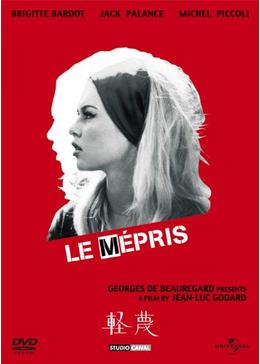 BRIGITTE BARDOT JACK PALANCE MICHEL PICCOLI
LE MÉPRIS
GEORGES DE BEAUREGARD PRESENTS
A FILM BY JEAN-LUC GODARD
軽蔑
DVD
VIDEO
STUDIO CANAL
UNIVERSAL